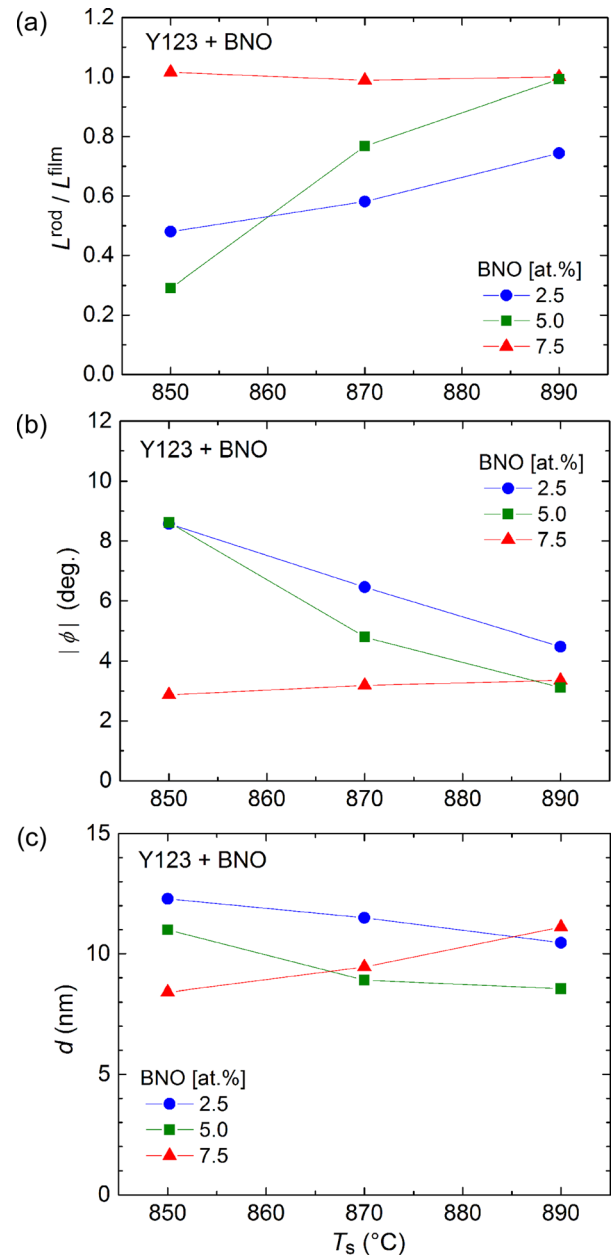 (a)
Y123 + BNO
1.2
1.0
0.8
0.6
0.4
0.2
0.0
L^rod / L^film
BNO [at.%]
2.5
5.0
7.5
850 860 870 880 890
(b)
Y123 + BNO
12
10
8
6
4
2
0
|ϕ| (deg.)
BNO [at.%]
2.5
5.0
7.5
850 860 870 880 890
(c)
Y123 + BNO
15
10
5
0
d (nm)
BNO [at.%]
2.5
5.0
7.5
850 860 870 880 890
T_s (°C)